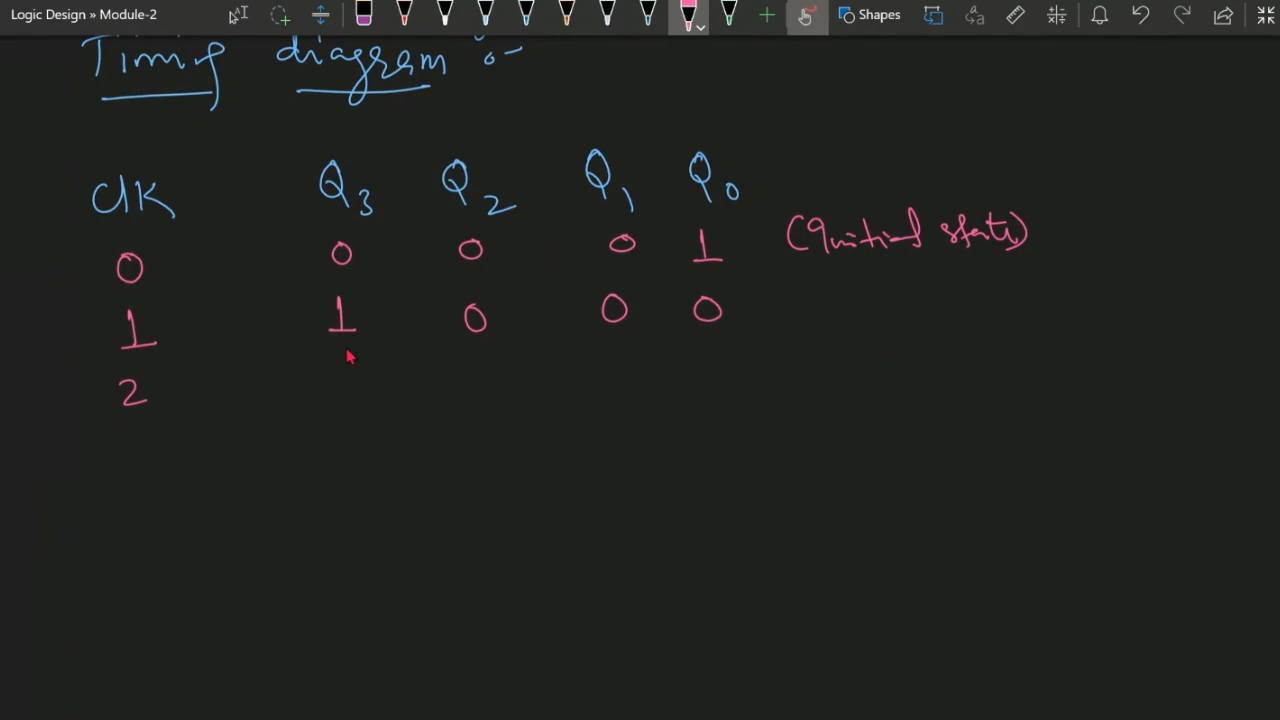 Logic Design » Module-2
Shapes
Timing diagram :-
Clk Q3 Q2 Q1 Q0
0 0 0 0 1 (Initial state)
1 1 0 0 0
2